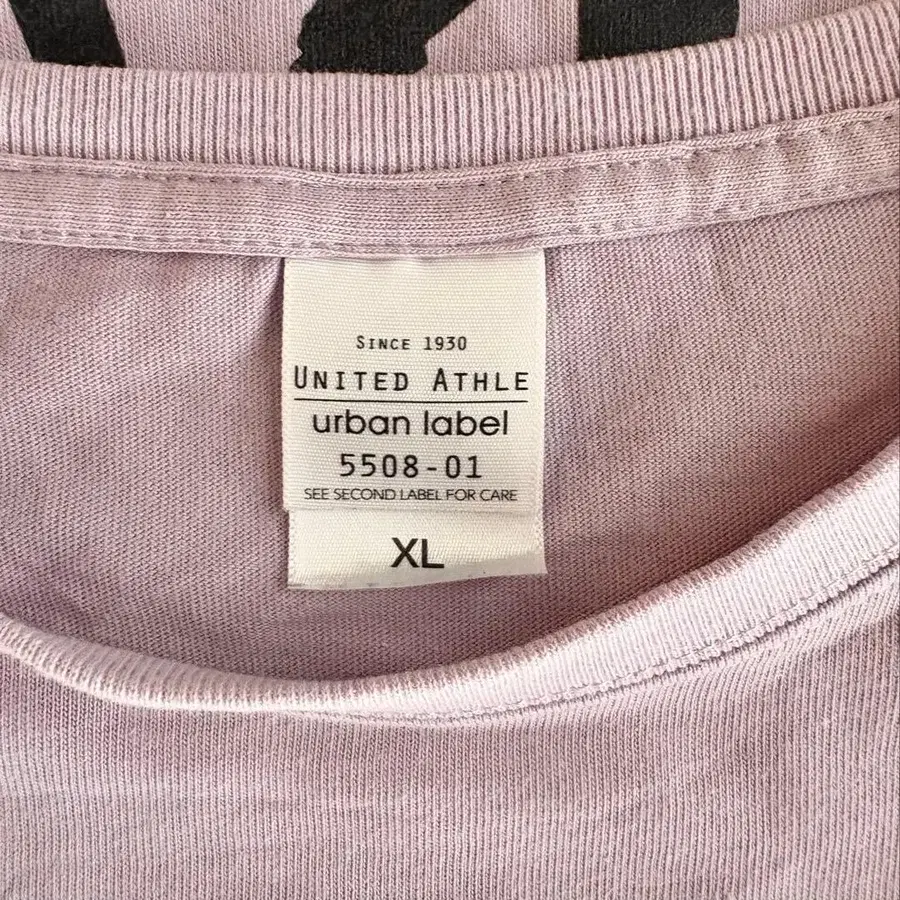 SINCE 1930
UNITED ATHLE
urban label
5508-01
SEE SECOND LABEL FOR CARE
XL